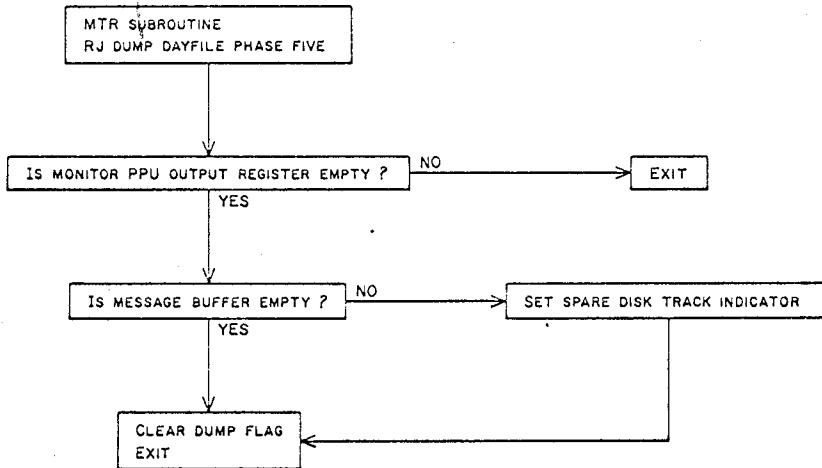 MTR SUBROUTINE
RJ DUMP DAYFILE PHASE FIVE
IS MONITOR PPU OUTPUT REGISTER EMPTY ?
NO
EXIT
YES
IS MESSAGE BUFFER EMPTY ?
NO
SET SPARE DISK TRACK INDICATOR
YES
CLEAR DUMP FLAG
EXIT